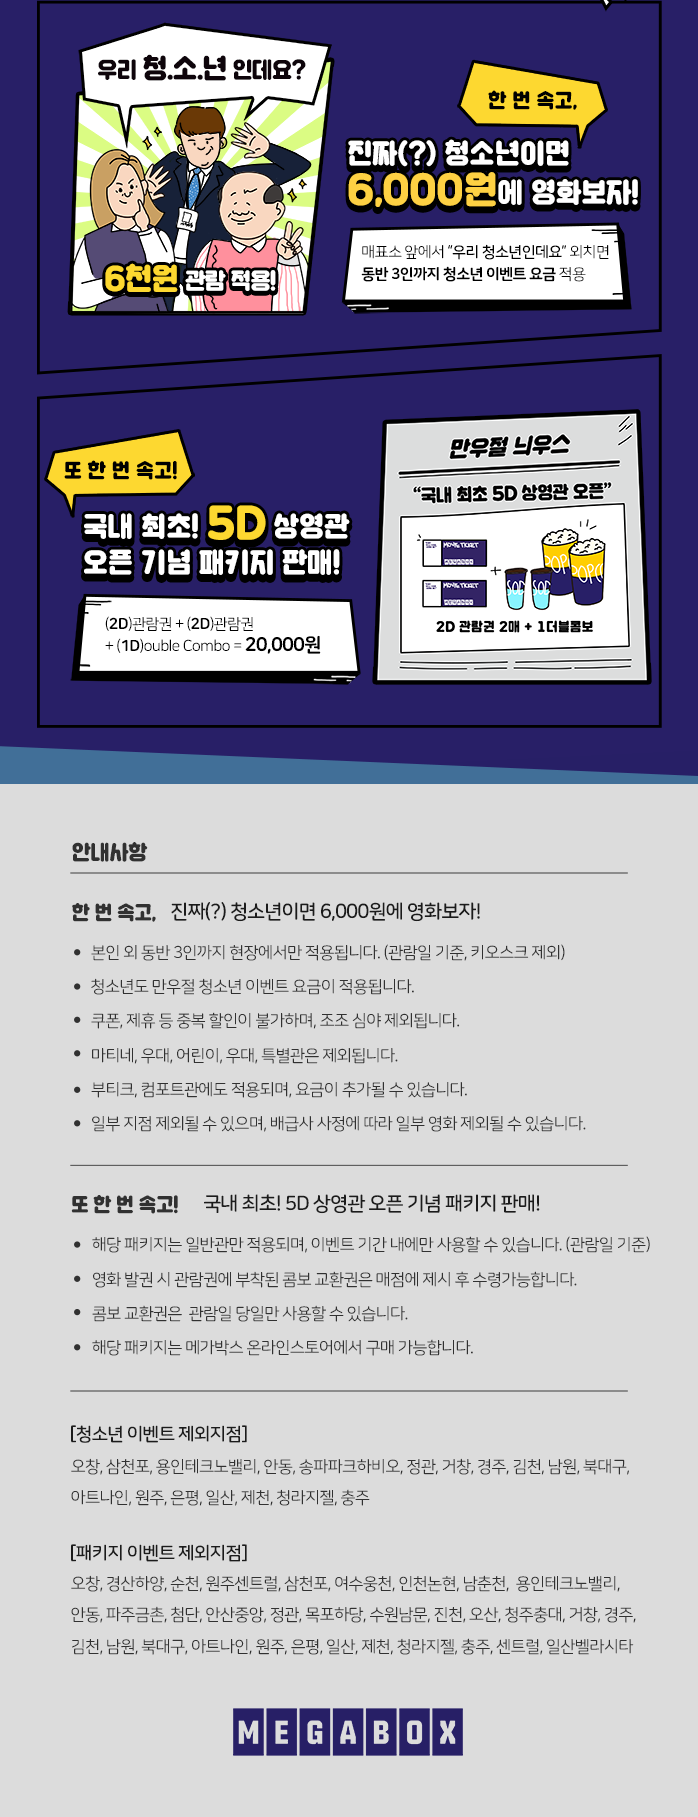 우리 청.소.년 인데요?
6천원 관람 적용!
한 번 속고,
진짜(?) 청소년이면
6,000원에 영화보자!
매표소 앞에서 “우리 청소년인데요” 외치면
동반 3인까지 청소년 이벤트 요금 적용
또 한 번 속고!
국내 최초! 5D 상영관
오픈 기념 패키지 판매!
(2D)관람권 + (2D)관람권
+ (1D)ouble Combo = 20,000원
만우절 늬우스
“국내 최초 5D 상영관 오픈”
MOVIE TICKET
MOVIE TICKET
+
POPCO
POPCO
SOD
SOD
2D 관람권 2매 + 1더블콤보
안내사항
한 번 속고, 진짜(?) 청소년이면 6,000원에 영화보자!
• 본인 외 동반 3인까지 현장에서만 적용됩니다. (관람일 기준, 키오스크 제외)
• 청소년도 만우절 청소년 이벤트 요금이 적용됩니다.
• 쿠폰, 제휴 등 중복 할인이 불가하며, 조조 심야 제외됩니다.
• 마티네, 우대, 어린이, 우대, 특별관은 제외됩니다.
• 부티크, 컴포트관에도 적용되며, 요금이 추가될 수 있습니다.
• 일부 지점 제외될 수 있으며, 배급사 사정에 따라 일부 영화 제외될 수 있습니다.
또 한 번 속고! 국내 최초! 5D 상영관 오픈 기념 패키지 판매!
• 해당 패키지는 일반관만 적용되며, 이벤트 기간 내에만 사용할 수 있습니다. (관람일 기준)
• 영화 발권 시 관람권에 부착된 콤보 교환권은 매점에 제시 후 수령가능합니다.
• 콤보 교환권은 관람일 당일만 사용할 수 있습니다.
• 해당 패키지는 메가박스 온라인스토어에서 구매 가능합니다.
[청소년 이벤트 제외지점]
오창, 삼천포, 용인테크노밸리, 안동, 송파파크하비오, 정관, 거창, 경주, 김천, 남원, 북대구,
아트나인, 원주, 은평, 일산, 제천, 청라지젤, 충주
[패키지 이벤트 제외지점]
오창, 경산하양, 순천, 원주센트럴, 삼천포, 여수웅천, 인천논현, 남춘천, 용인테크노밸리,
안동, 파주금촌, 첨단, 안산중앙, 정관, 목포하당, 수원남문, 진천, 오산, 청주충대, 거창, 경주,
김천, 남원, 북대구, 아트나인, 원주, 은평, 일산, 제천, 청라지젤, 충주, 센트럴, 일산벨라시타
MEGABOX